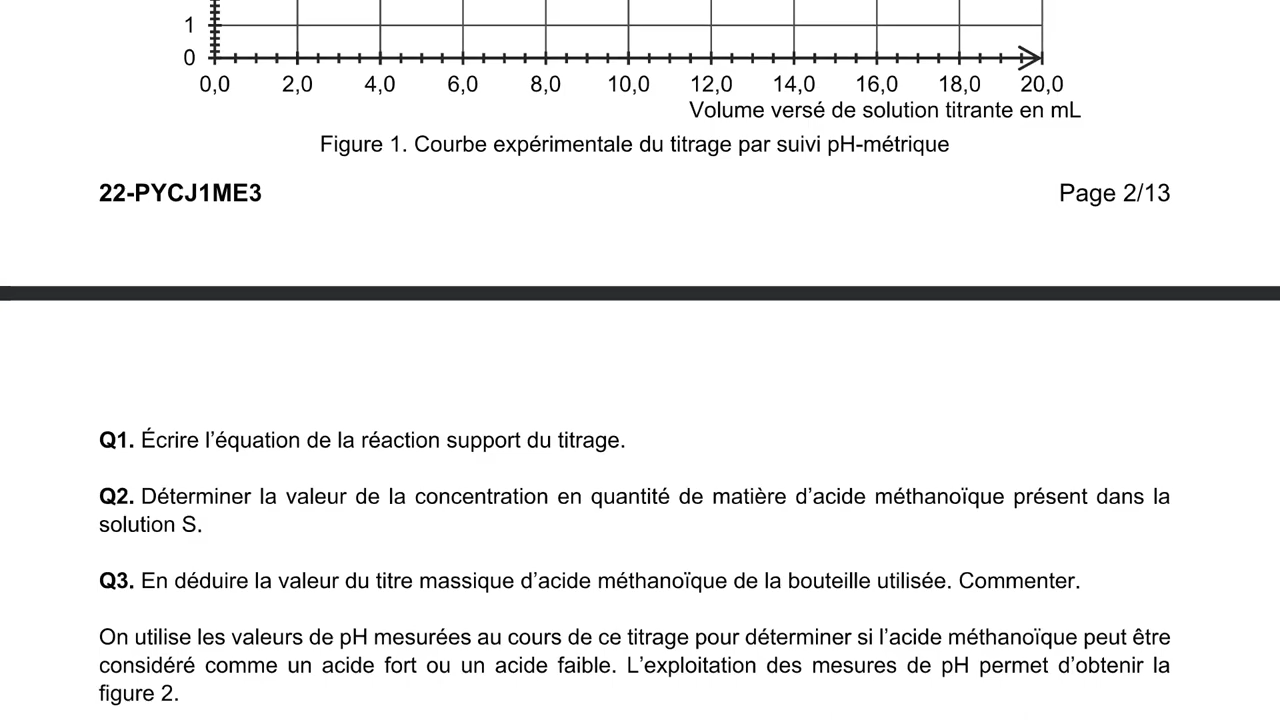 1
0
0,0 2,0 4,0 6,0 8,0 10,0 12,0 14,0 16,0 18,0 20,0
Volume versé de solution titrante en mL
Figure 1. Courbe expérimentale du titrage par suivi pH-métrique
22-PYCJ1ME3 Page 2/13
Q1. Écrire l’équation de la réaction support du titrage.
Q2. Déterminer la valeur de la concentration en quantité de matière d’acide méthanoïque présent dans la
solution S.
Q3. En déduire la valeur du titre massique d’acide méthanoïque de la bouteille utilisée. Commenter.
On utilise les valeurs de pH mesurées au cours de ce titrage pour déterminer si l’acide méthanoïque peut être
considéré comme un acide fort ou un acide faible. L’exploitation des mesures de pH permet d’obtenir la
figure 2.